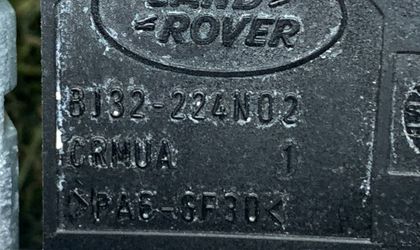 LAND
ROVER
BJ32-224N02
CRMUA 1
>PA6-GF30<